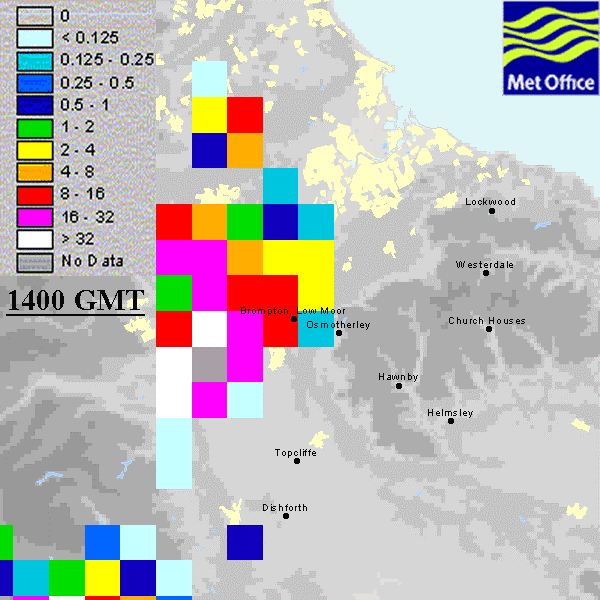 0
< 0.125
0.125 - 0.25
0.25 - 0.5
0.5 - 1
1 - 2
2 - 4
4 - 8
8 - 16
16 - 32
> 32
No Data
1400 GMT
Met Office
Lockwood
Westerdale
Brompton, Low Moor
Osmotherley
Church Houses
Hawnby
Helmsley
Topcliffe
Dishforth